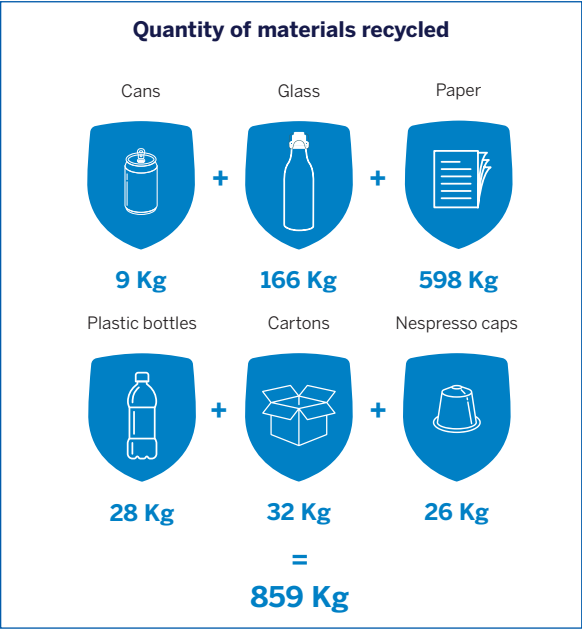 Quantity of materials recycled
Cans Glass Paper
+ +
9 Kg 166 Kg 598 Kg
Plastic bottles Cartons Nespresso caps
+ +
28 Kg 32 Kg 26 Kg
=
859 Kg